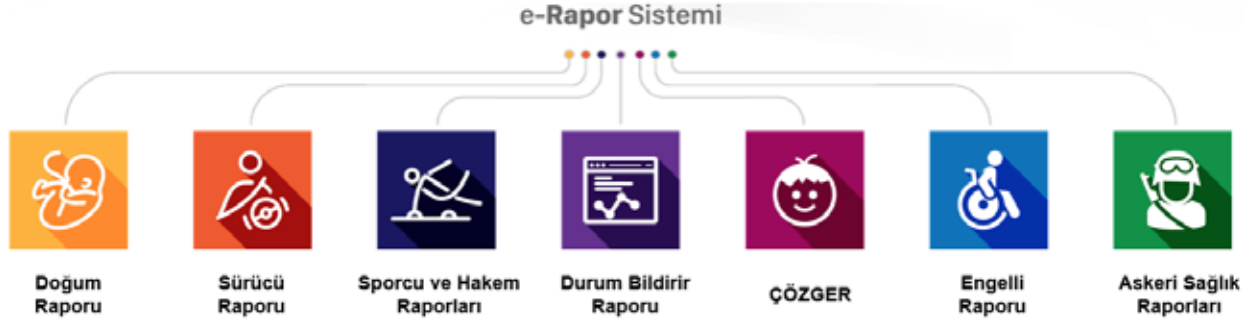 e-Rapor Sistemi
Doğum
Raporu
Sürücü
Raporu
Sporcu ve Hakem
Raporları
Durum Bildirir
Raporu
ÇÖZGER
Engelli
Raporu
Askeri Sağlık
Raporları